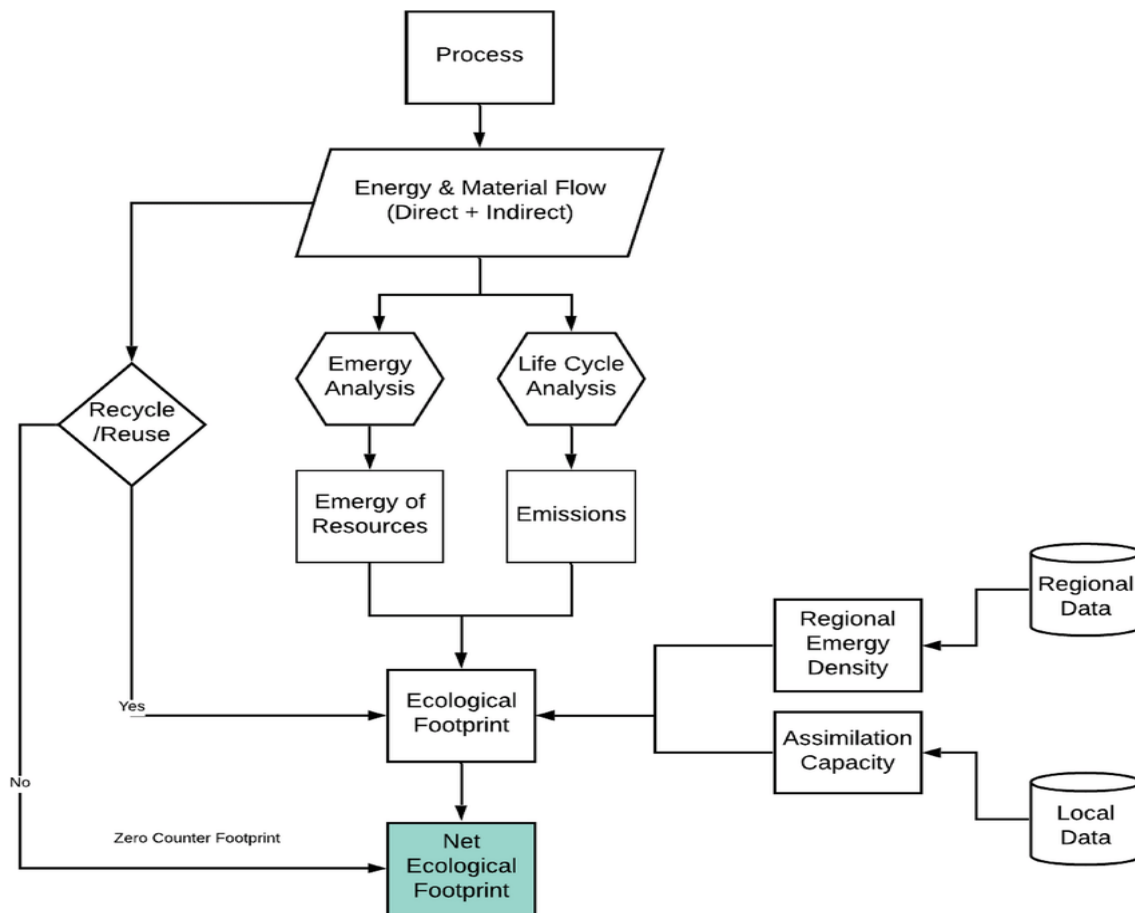 Process
Energy & Material Flow
(Direct + Indirect)
Emergy
Analysis
Life Cycle
Analysis
Recycle
/Reuse
Emergy of
Resources
Emissions
Regional
Data
Regional
Emergy
Density
Ecological
Footprint
Yes
Assimilation
Capacity
No
Zero Counter Footprint
Net
Ecological
Footprint
Local
Data